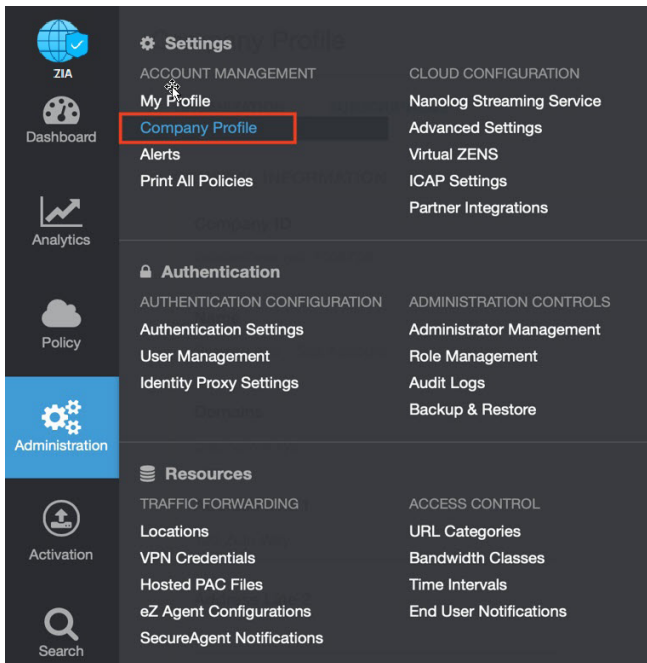 ZIA
Dashboard
Analytics
Policy
Administration
Activation
Search
Settings
ACCOUNT MANAGEMENT
My Profile
Company Profile
Alerts
Print All Policies
CLOUD CONFIGURATION
Nanolog Streaming Service
Advanced Settings
Virtual ZENS
ICAP Settings
Partner Integrations
Authentication
AUTHENTICATION CONFIGURATION
Authentication Settings
User Management
Identity Proxy Settings
ADMINISTRATION CONTROLS
Administrator Management
Role Management
Audit Logs
Backup & Restore
Resources
TRAFFIC FORWARDING
Locations
VPN Credentials
Hosted PAC Files
eZ Agent Configurations
SecureAgent Notifications
ACCESS CONTROL
URL Categories
Bandwidth Classes
Time Intervals
End User Notifications
Company ID
Domains